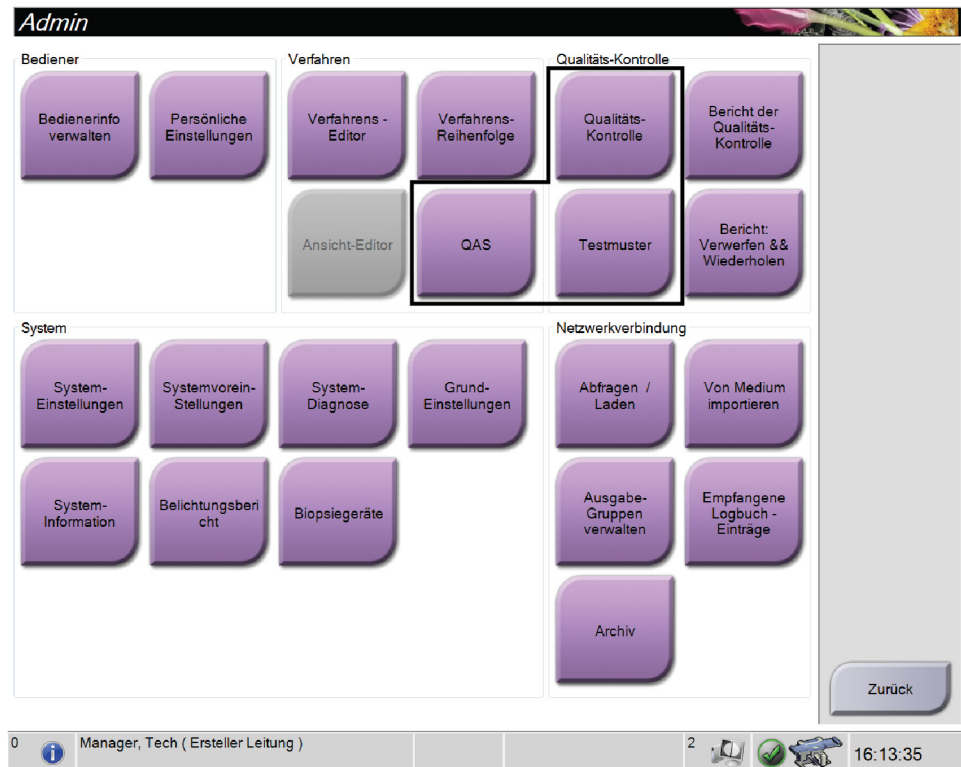 Admin
Bediener
Bedienerinfo
verwalten
Persönliche
Einstellungen
Verfahren
Verfahrens -
Editor
Verfahrens-
Reihenfolge
Ansicht-Editor
QAS
Qualitäts-Kontrolle
Qualitäts-
Kontrolle
Bericht der
Qualitäts-
Kontrolle
Testmuster
Bericht:
Verwerfen &&
Wiederholen
System
System-
Einstellungen
Systemvorein-
Stellungen
System-
Diagnose
Grund-
Einstellungen
System-
Information
Belichtungsberi
cht
Biopsiegeräte
Netzwerkverbindung
Abfragen /
Laden
Von Medium
importieren
Ausgabe-
Gruppen
verwalten
Empfangene
Logbuch -
Einträge
Archiv
Zurück
0
Manager, Tech ( Ersteller Leitung )
2
16:13:35